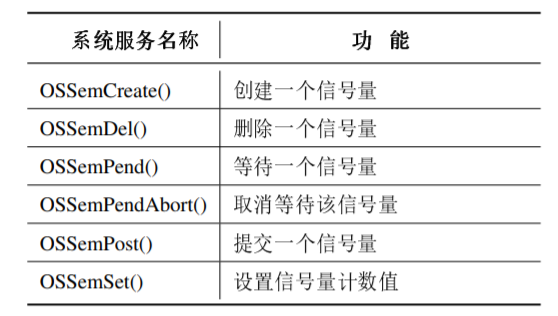 系统服务名称 功 能
OSSemCreate() 创建一个信号量
OSSemDel() 删除一个信号量
OSSemPend() 等待一个信号量
OSSemPendAbort() 取消等待该信号量
OSSemPost() 提交一个信号量
OSSemSet() 设置信号量计数值